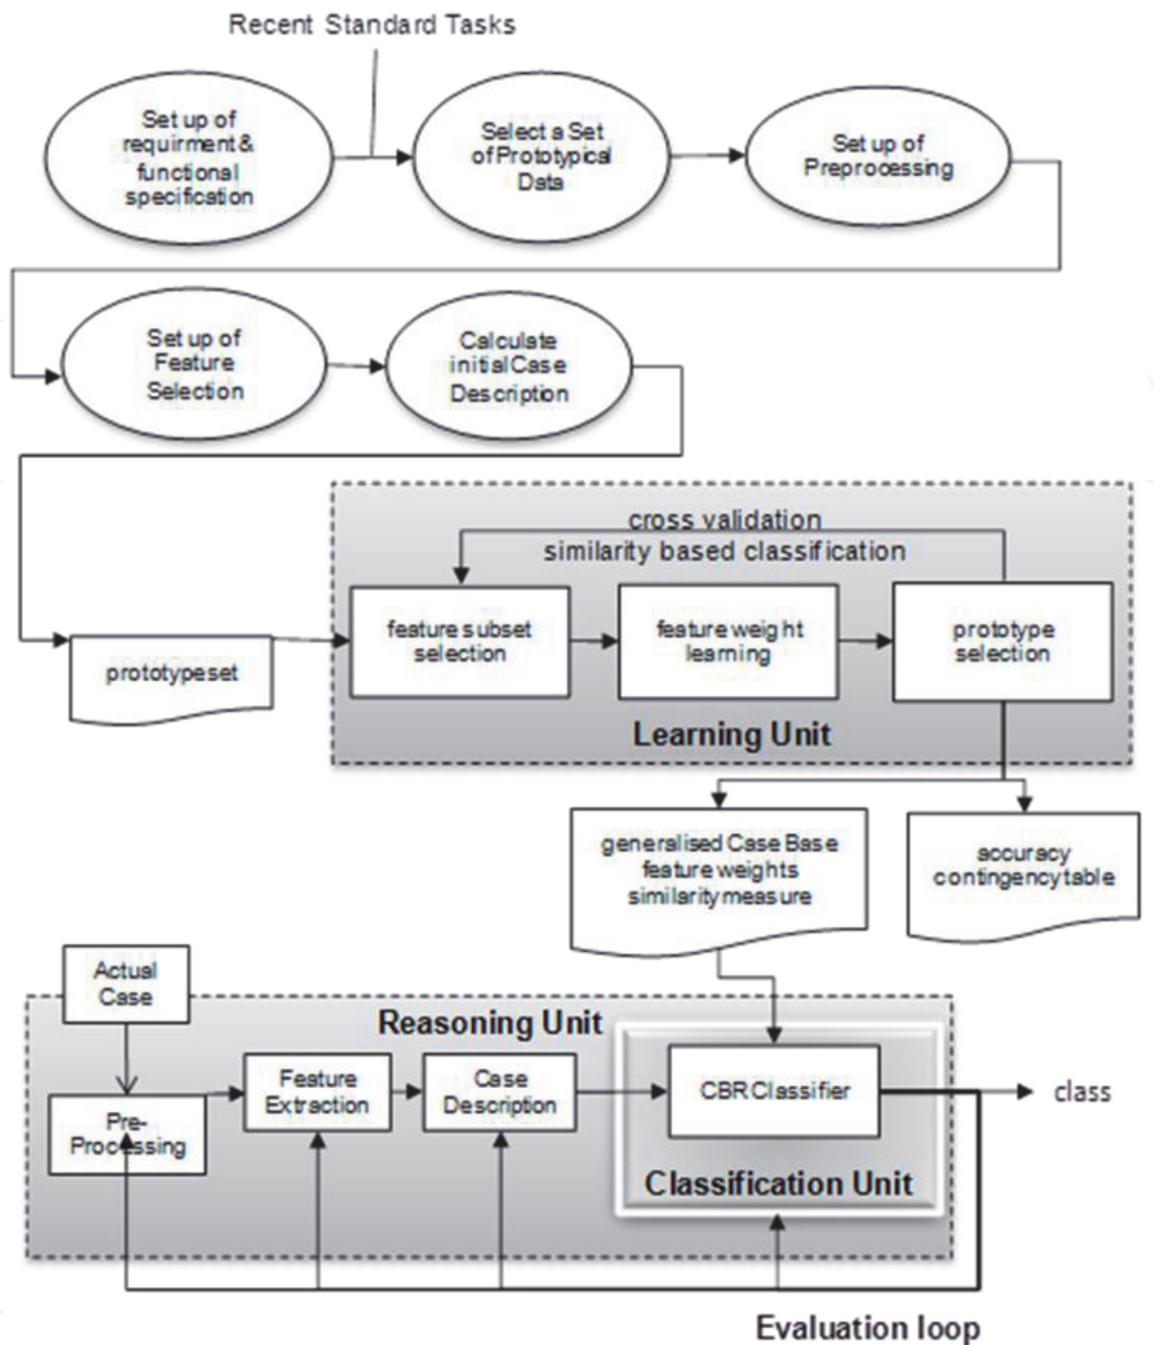 Recent Standard Tasks
Set up of
requirment &
functional
specification
Select a Set
of Prototypical
Data
Set up of
Preprocessing
Set up of
Feature
Selection
Calculate
initial Case
Description
cross validation
similarity based classification
feature subset
selection
feature weight
learning
prototype
selection
prototype set
Learning Unit
generalised Case Base
feature weights
similarity measure
accuracy
contingency table
Actual
Case
Reasoning Unit
Pre-
Processing
Feature
Extraction
Case
Description
CBR Classifier
class
Classification Unit
Evaluation loop